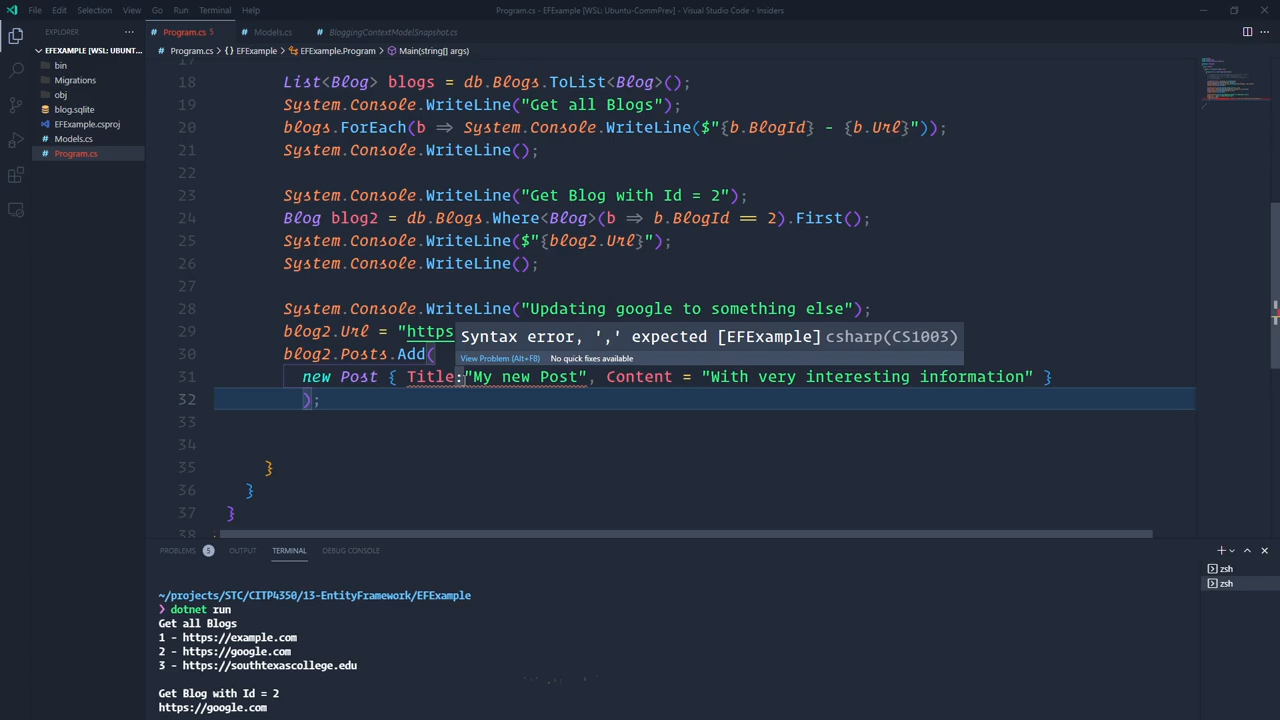 File Edit Selection View Go Run Terminal Help
Program.cs - EFExample [WSL: Ubuntu-CommPrev] - Visual Studio Code - Insiders
EXPLORER
Program.cs 5
Models.cs
BloggingContextModelSnapshot.cs
EFEXAMPLE [WSL: UBUNT...
Program.cs > {} EFExample > EFExample.Program > Main(string[] args)
bin
Migrations
obj
blog.sqlite
EFExample.csproj
Models.cs
Program.cs
17
18 List<Blog> blogs = db.Blogs.ToList<Blog>();
19 System.Console.WriteLine("Get all Blogs");
20 blogs.ForEach(b => System.Console.WriteLine($"{b.BlogId} - {b.Url}"));
21 System.Console.WriteLine();
22
23 System.Console.WriteLine("Get Blog with Id = 2");
24 Blog blog2 = db.Blogs.Where<Blog>(b => b.BlogId == 2).First();
25 System.Console.WriteLine($"{blog2.Url}");
26 System.Console.WriteLine();
27
28 System.Console.WriteLine("Updating google to something else");
29 blog2.Url = "https
Syntax error, ',' expected [EFExample] csharp(CS1003)
View Problem (Alt+F8) No quick fixes available
30 blog2.Posts.Add(
31 new Post { Title:"My new Post", Content = "With very interesting information" }
32 );
33
34
35 }
36 }
37 }
38
PROBLEMS 5 OUTPUT TERMINAL DEBUG CONSOLE
zsh
zsh
~/projects/STC/CITP4350/13-EntityFramework/EFExample
❯ dotnet run
Get all Blogs
1 - https://example.com
2 - https://google.com
3 - https://southtexascollege.edu
Get Blog with Id = 2
https://google.com